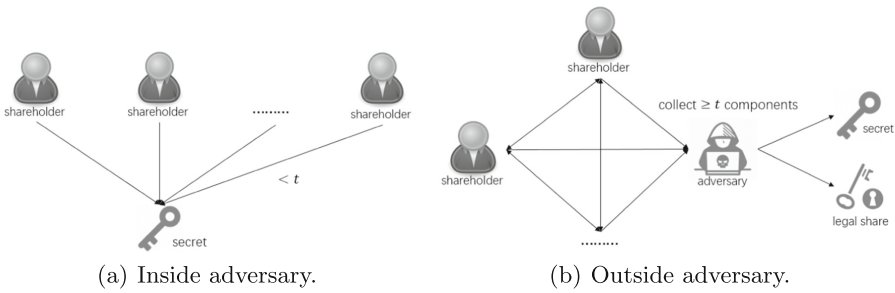 shareholder
shareholder
.........
shareholder
< t
secret
(a) Inside adversary.
shareholder
shareholder
.........
collect ≥ t components
adversary
secret
legal share
(b) Outside adversary.